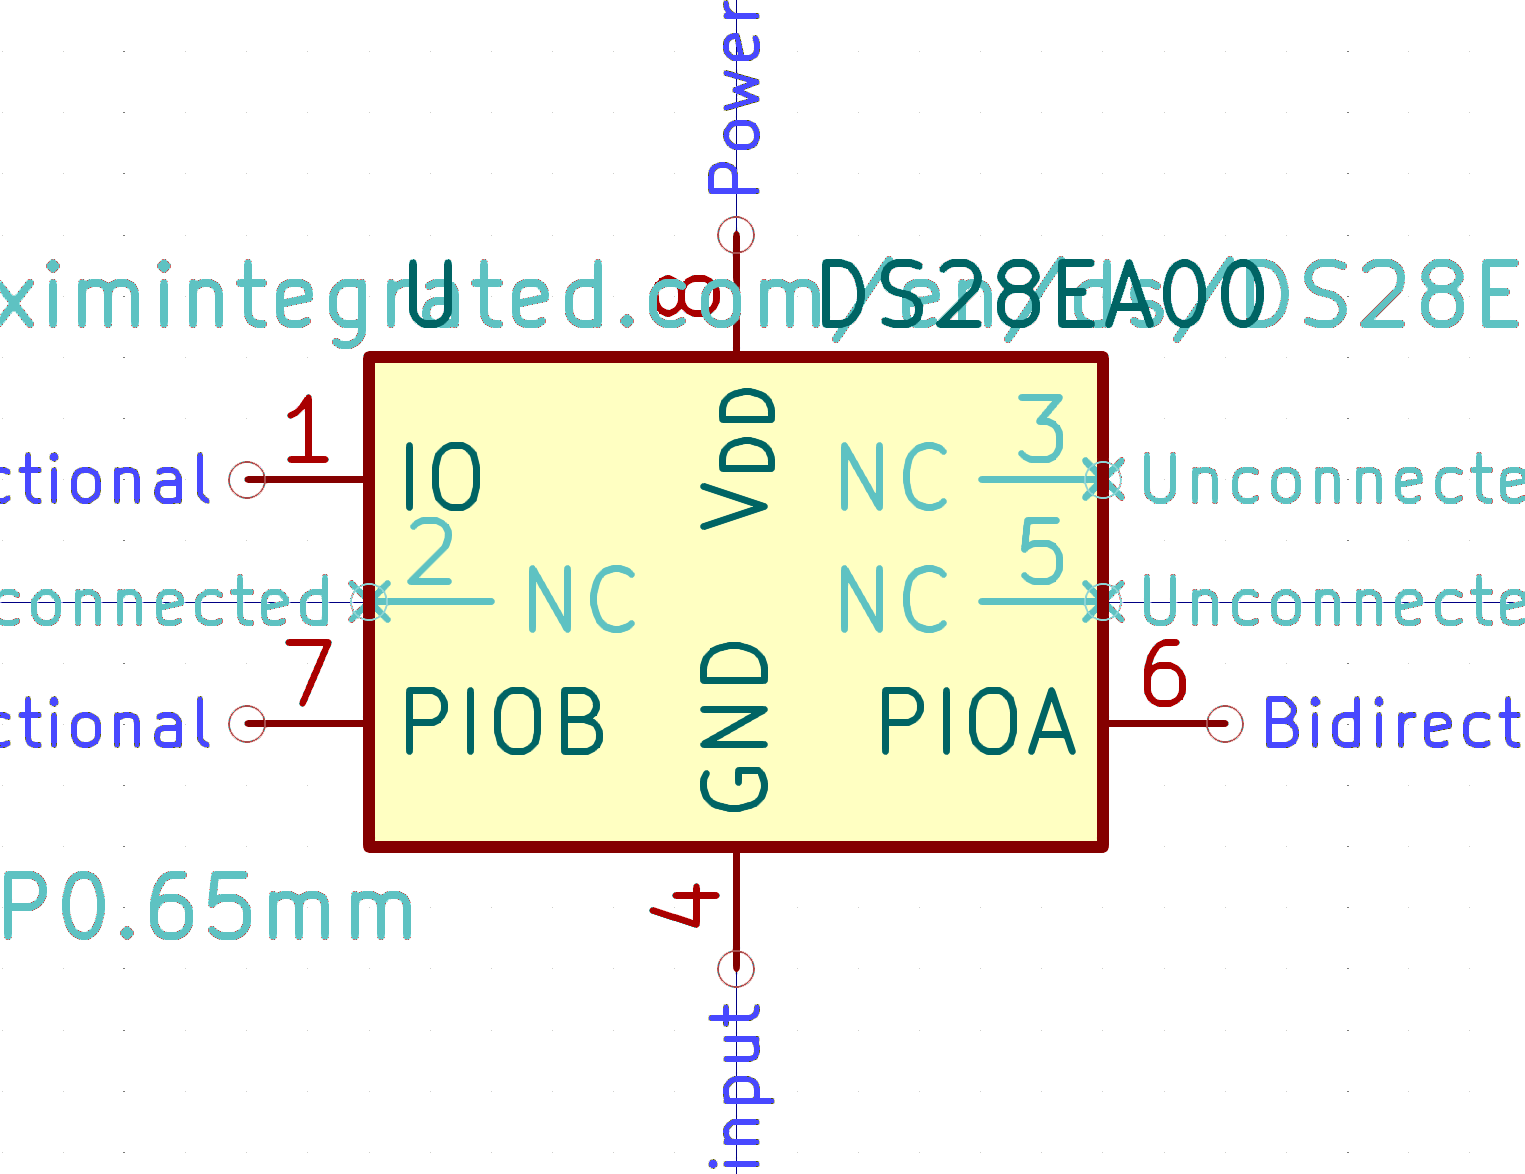 Power
ximintegrated.com/en/ds/DS28E
U
8
DS28EA00
1
VDD
3
ctional
IO
NC
Unconnecte
2
5
connected
NC
NC
Unconnecte
7
GND
6
ctional
PIOB
PIOA
Bidirect
P0.65mm
4
input